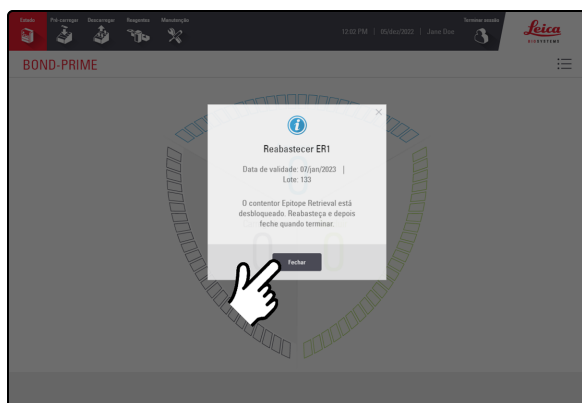 Estado Pré-carregar Descarregar Reagentes Manutenção
12:02 PM | 05/dez/2022 | Jane Doe
Terminar sessão
Leica
BIOSYSTEMS
BOND-PRIME
Reabastecer ER1
Data de validade: 07/jan/2023 |
Lote: 133
O contentor Epitope Retrieval está
desbloqueado. Reabasteça e depois
feche quando terminar.
Fechar